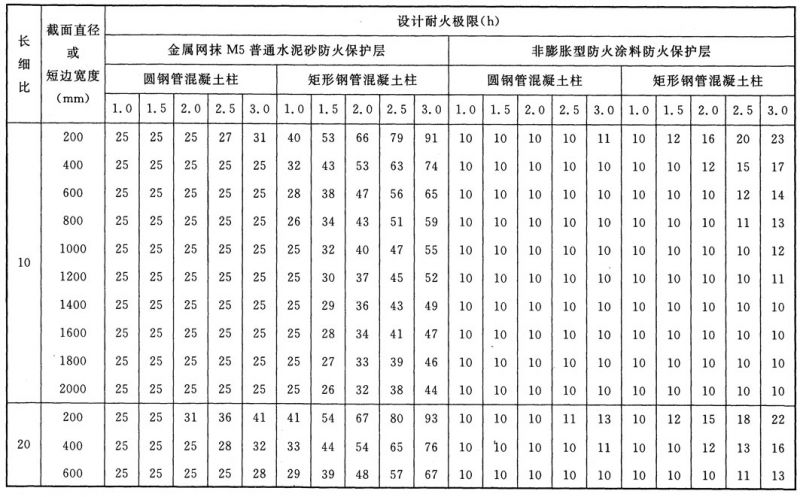 设计耐火极限(h)
长细比 截面直径或短边宽度(mm) 金属网抹 M5 普通水泥砂防火保护层 非膨胀型防火涂料防火保护层
圆钢管混凝土柱 矩形钢管混凝土柱 圆钢管混凝土柱 矩形钢管混凝土柱
1.0 1.5 2.0 2.5 3.0 1.0 1.5 2.0 2.5 3.0 1.0 1.5 2.0 2.5 3.0 1.0 1.5 2.0 2.5 3.0
200 25 25 25 27 31 40 53 66 79 91 10 10 10 10 11 10 12 16 20 23
400 25 25 25 25 25 32 43 53 63 74 10 10 10 10 10 10 10 12 15 17
600 25 25 25 25 25 28 38 47 56 65 10 10 10 10 10 10 10 10 12 14
800 25 25 25 25 25 26 34 43 51 59 10 10 10 10 10 10 10 10 11 13
1000 25 25 25 25 25 25 32 40 47 55 10 10 10 10 10 10 10 10 10 12
10 1200 25 25 25 25 25 25 30 37 45 52 10 10 10 10 10 10 10 10 10 11
1400 25 25 25 25 25 25 29 36 43 49 10 10 10 10 10 10 10 10 10 10
1600 25 25 25 25 25 25 28 34 41 47 10 10 10 10 10 10 10 10 10 10
1800 25 25 25 25 25 25 27 33 39 46 10 10 10 10 10 10 10 10 10 10
2000 25 25 25 25 25 25 26 32 38 44 10 10 10 10 10 10 10 10 10 10
200 25 25 31 36 41 41 54 67 80 93 10 10 10 11 13 10 12 15 18 22
20 400 25 25 25 28 32 33 44 54 65 76 10 10 10 10 11 10 10 12 13 16
600 25 25 25 25 28 29 39 48 57 67 10 10 10 10 10 10 10 10 11 13